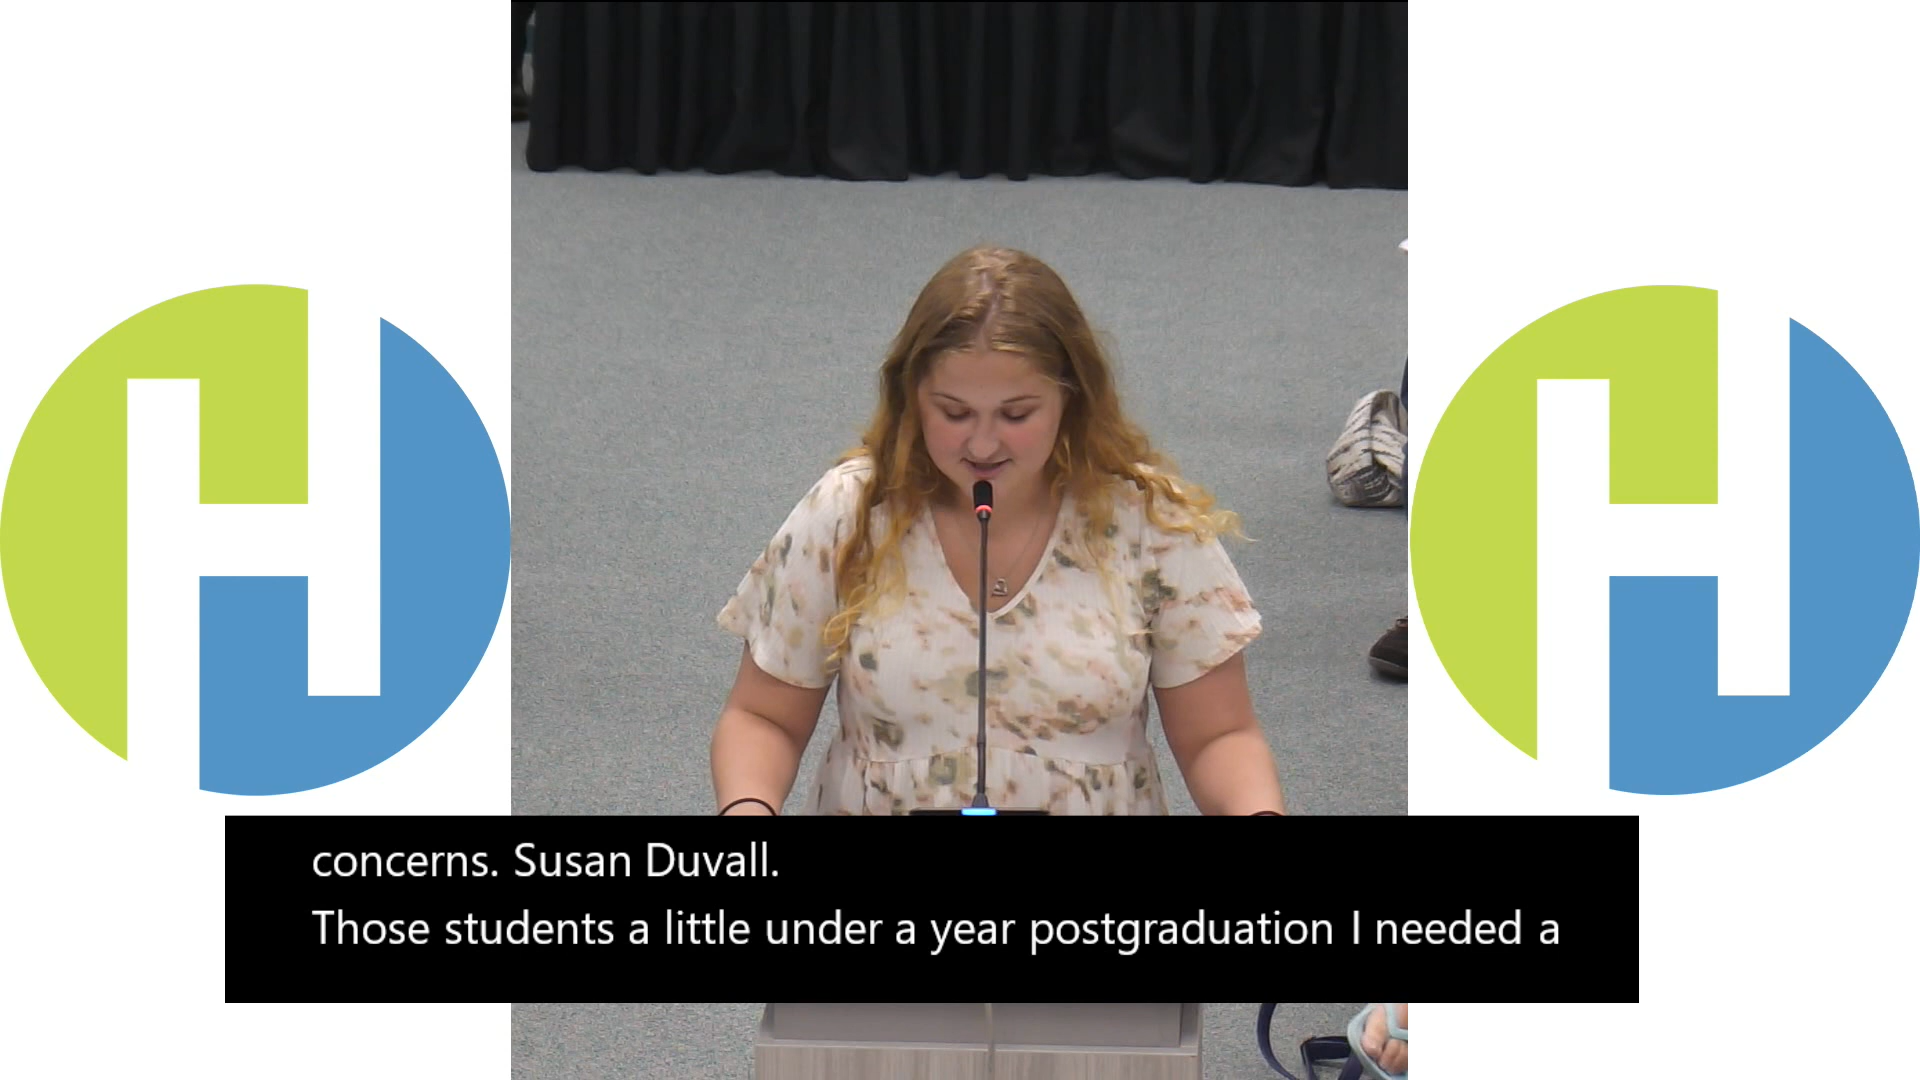 concerns. Susan Duvall.
Those students a little under a year postgraduation I needed a